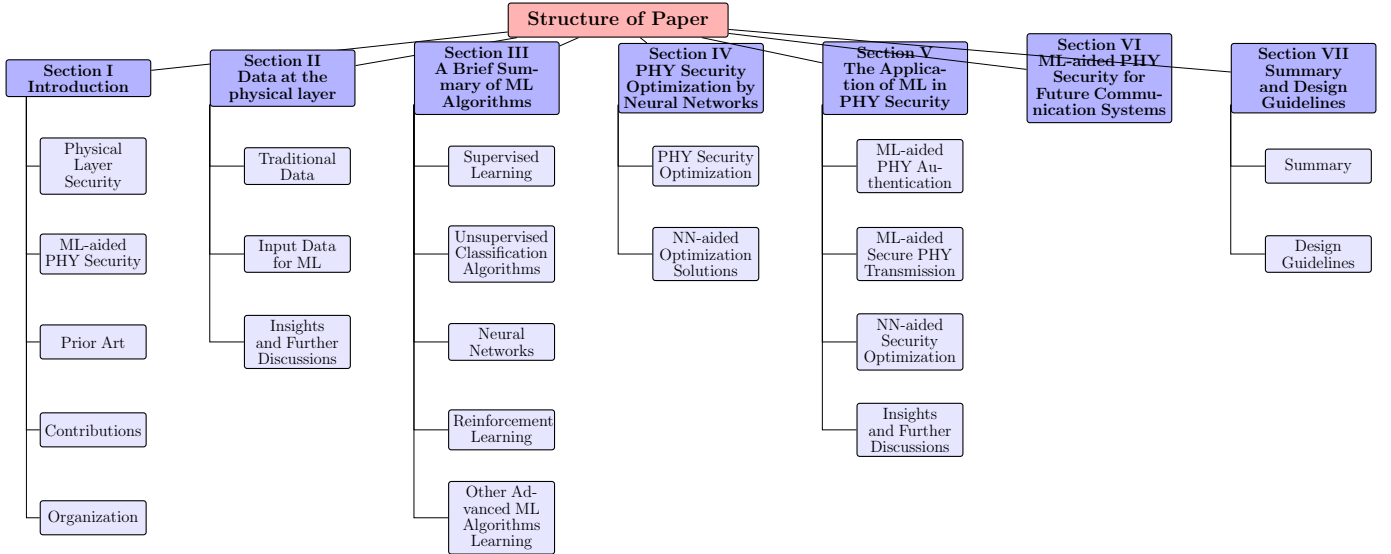 Structure of Paper
Section I
Introduction
Physical
Layer
Security
ML-aided
PHY Security
Prior Art
Contributions
Organization
Section II
Data at the
physical layer
Traditional
Data
Input Data
for ML
Insights
and Further
Discussions
Section III
A Brief Sum-
mary of ML
Algorithms
Supervised
Learning
Unsupervised
Classification
Algorithms
Neural
Networks
Reinforcement
Learning
Other Ad-
vanced ML
Algorithms
Learning
Section IV
PHY Security
Optimization by
Neural Networks
PHY Security
Optimization
NN-aided
Optimization
Solutions
Section V
The Applica-
tion of ML in
PHY Security
ML-aided
PHY Au-
thentication
ML-aided
Secure PHY
Transmission
NN-aided
Security
Optimization
Insights
and Further
Discussions
Section VI
ML-aided PHY
Security for
Future Commu-
nication Systems
Section VII
Summary
and Design
Guidelines
Summary
Design
Guidelines